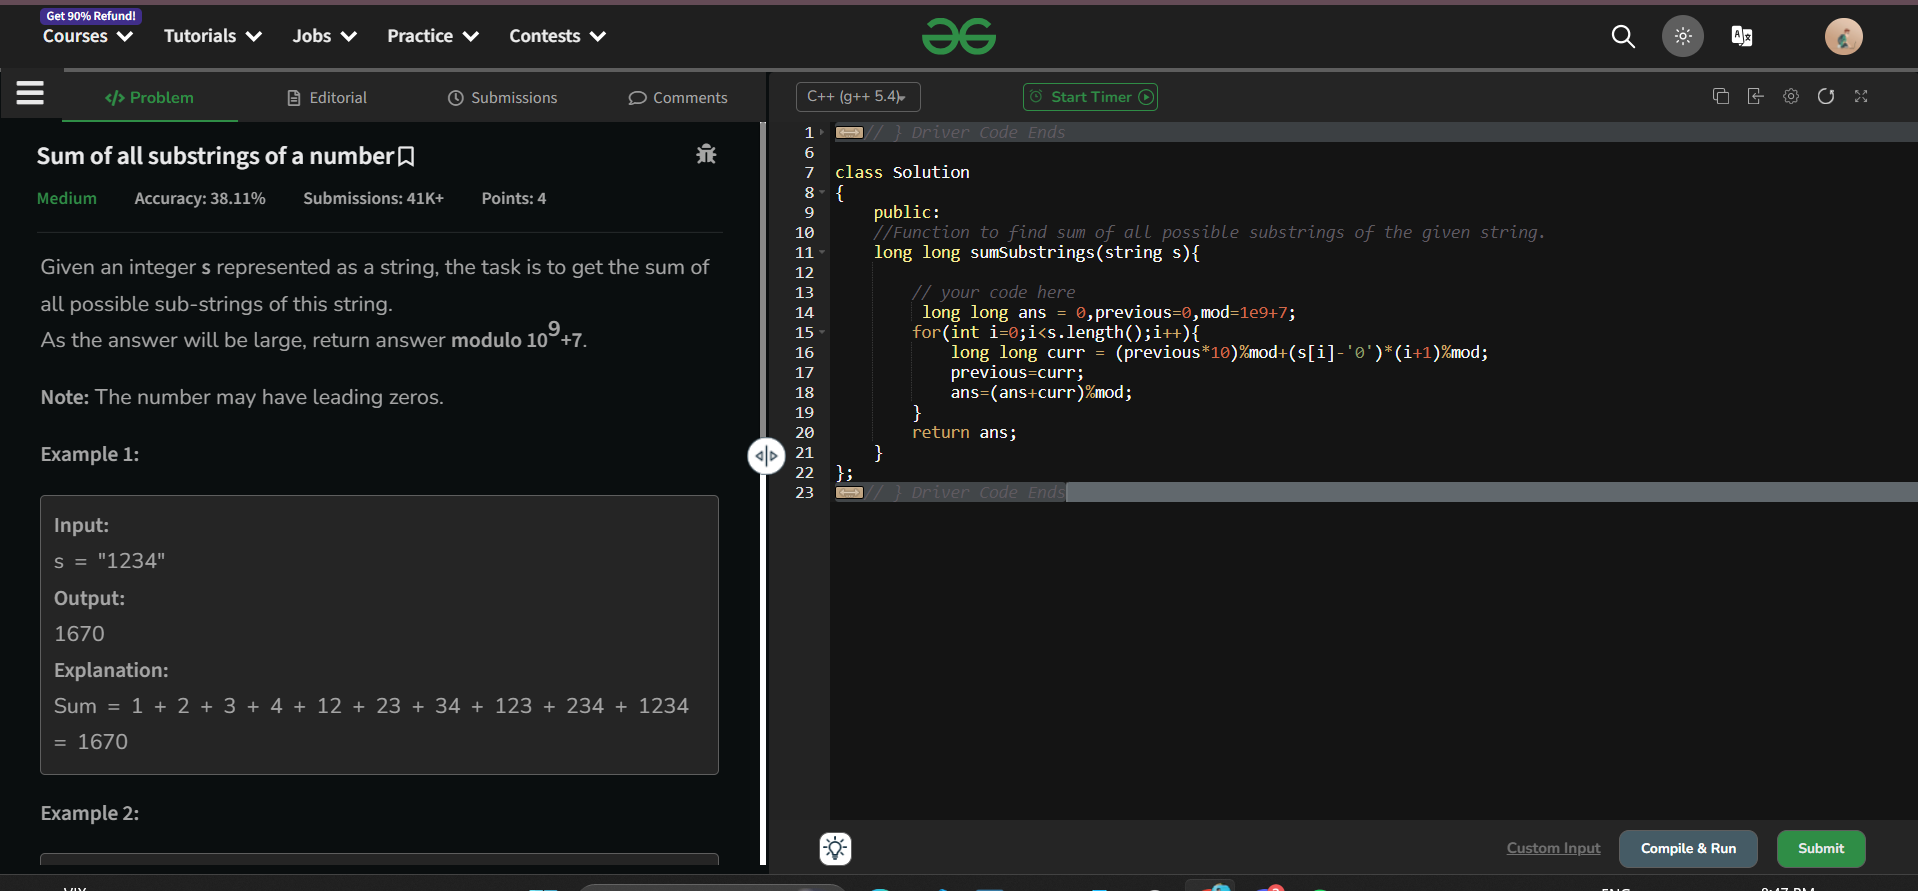 Get 90% Refund!
Courses Tutorials Jobs Practice Contests
Problem Editorial Submissions Comments
C++ (g++ 5.4) Start Timer
Sum of all substrings of a number
Medium Accuracy: 38.11% Submissions: 41K+ Points: 4
Given an integer s represented as a string, the task is to get the sum of
all possible sub-strings of this string.
As the answer will be large, return answer modulo 10^9+7.
Note: The number may have leading zeros.
Example 1:
Input:
s = "1234"
Output:
1670
Explanation:
Sum = 1 + 2 + 3 + 4 + 12 + 23 + 34 + 123 + 234 + 1234
= 1670
Example 2:
1 // } Driver Code Ends
6
7 class Solution
8 {
9     public:
10     //Function to find sum of all possible substrings of the given string.
11     long long sumSubstrings(string s){
12
13         // your code here
14          long long ans = 0,previous=0,mod=1e9+7;
15         for(int i=0;i<s.length();i++){
16             long long curr = (previous*10)%mod+(s[i]-'0')*(i+1)%mod;
17             previous=curr;
18             ans=(ans+curr)%mod;
19         }
20         return ans;
21     }
22 };
23 // } Driver Code Ends
Custom Input Compile & Run Submit